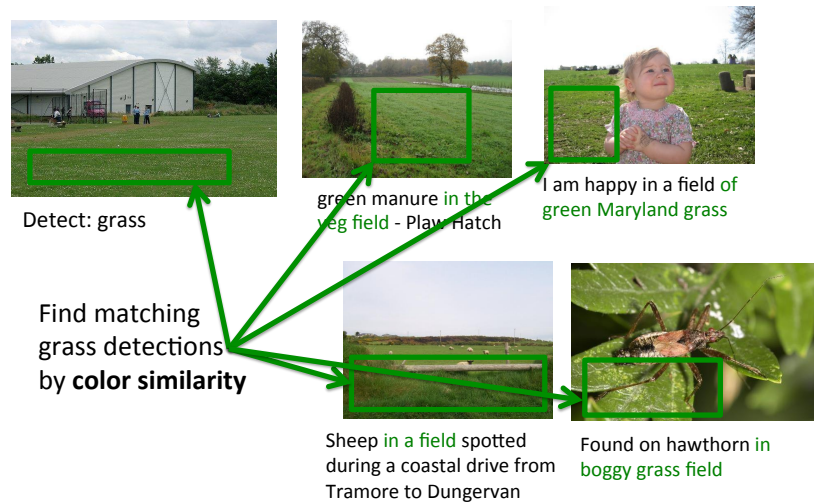 Detect: grass
green manure in the
veg field - Plaw Hatch
I am happy in a field of
green Maryland grass
Find matching
grass detections
by color similarity
Sheep in a field spotted
during a coastal drive from
Tramore to Dungervan
Found on hawthorn in
boggy grass field